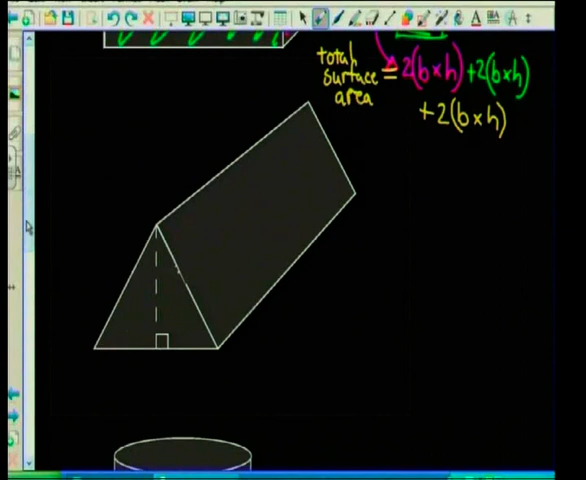 total
surface
area
= 2(b×h) +2(b×h)
+2(b×h)